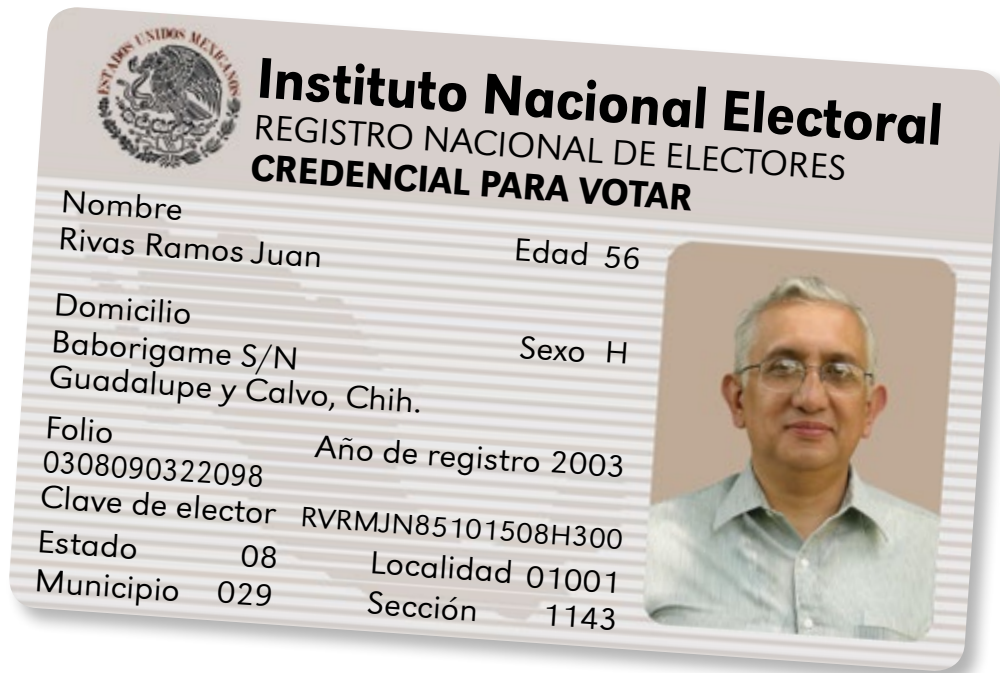 ESTADOS UNIDOS MEXICANOS
Instituto Nacional Electoral
REGISTRO NACIONAL DE ELECTORES
CREDENCIAL PARA VOTAR
Nombre
Rivas Ramos Juan
Edad 56
Domicilio
Baborigame S/N
Sexo H
Guadalupe y Calvo, Chih.
Folio
Año de registro 2003
0308090322098
Clave de elector RVRMJN85101508H300
Estado 08 Localidad 01001
Municipio 029 Sección 1143